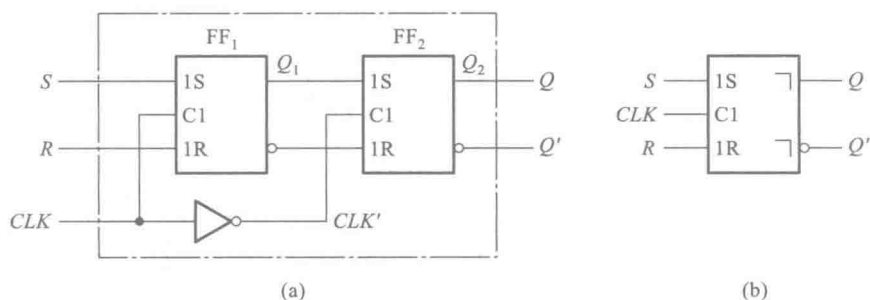 FF₁ FF₂
S 1S Q₁ 1S Q₂ Q
C1 C1
R 1R 1R Q′
CLK CLK′
(a)
S 1S Q
CLK C1
R 1R Q′
(b)